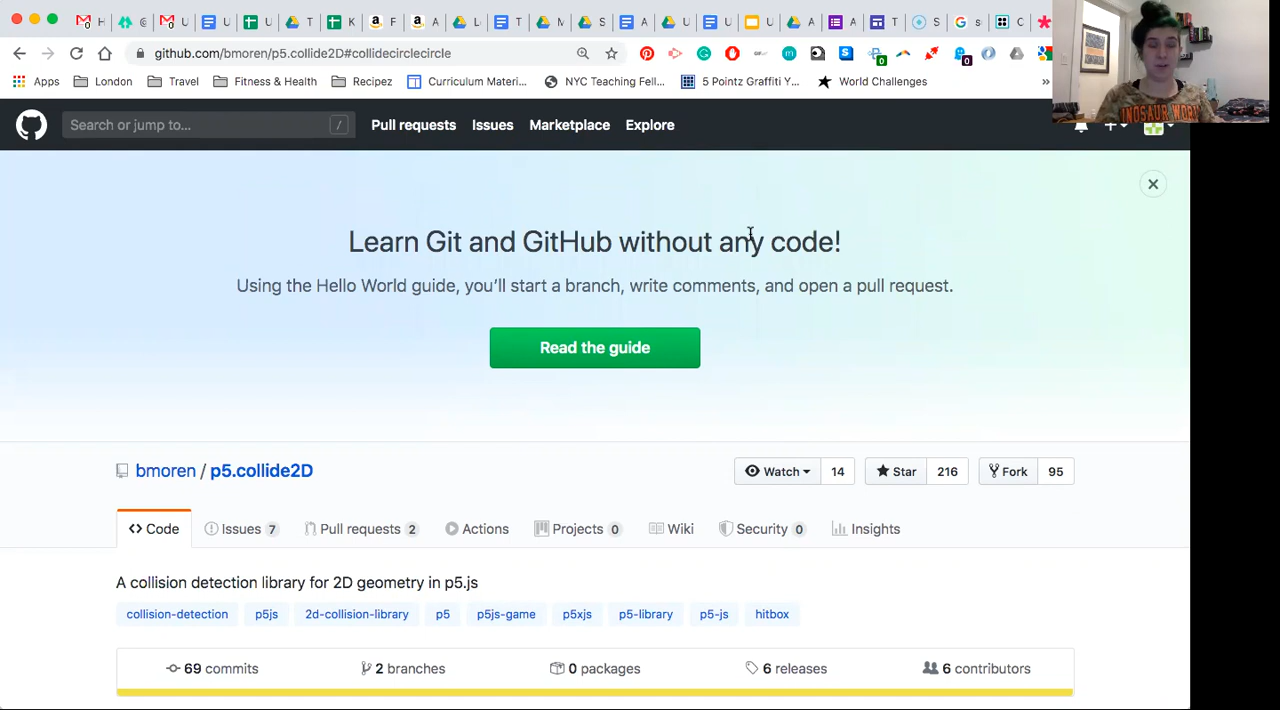 H
@
U
U
U
T
K
F
A
L
T
M
S
A
U
U
U
A
A
T
S
s
C
github.com/bmoren/p5.collide2D#collidecirclecircle
0
0
Apps
London
Travel
Fitness & Health
Recipez
Curriculum Materi...
NYC Teaching Fell...
5 Pointz Graffiti Y...
World Challenges
»
INOSAUR WOR
Search or jump to...
/
Pull requests
Issues
Marketplace
Explore
Learn Git and GitHub without any code!
Using the Hello World guide, you'll start a branch, write comments, and open a pull request.
Read the guide
bmoren / p5.collide2D
Watch
14
Star
216
Fork
95
Code
Issues 7
Pull requests 2
Actions
Projects 0
Wiki
Security 0
Insights
A collision detection library for 2D geometry in p5.js
collision-detection
p5js
2d-collision-library
p5
p5js-game
p5xjs
p5-library
p5-js
hitbox
69 commits
2 branches
0 packages
6 releases
6 contributors